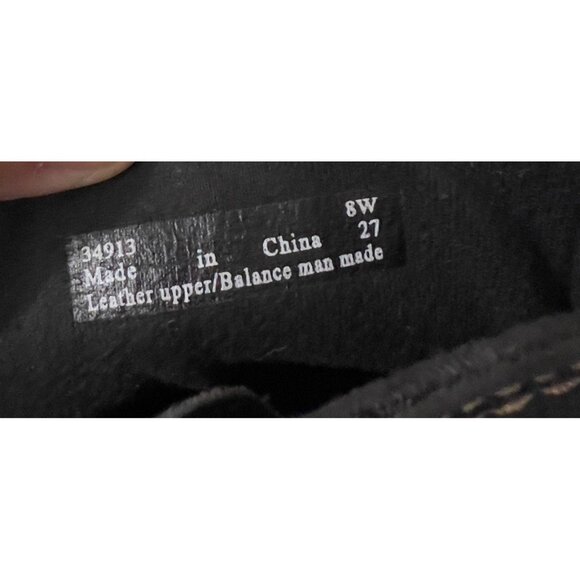 34913 8W
Made in China 27
Leather upper/Balance man made